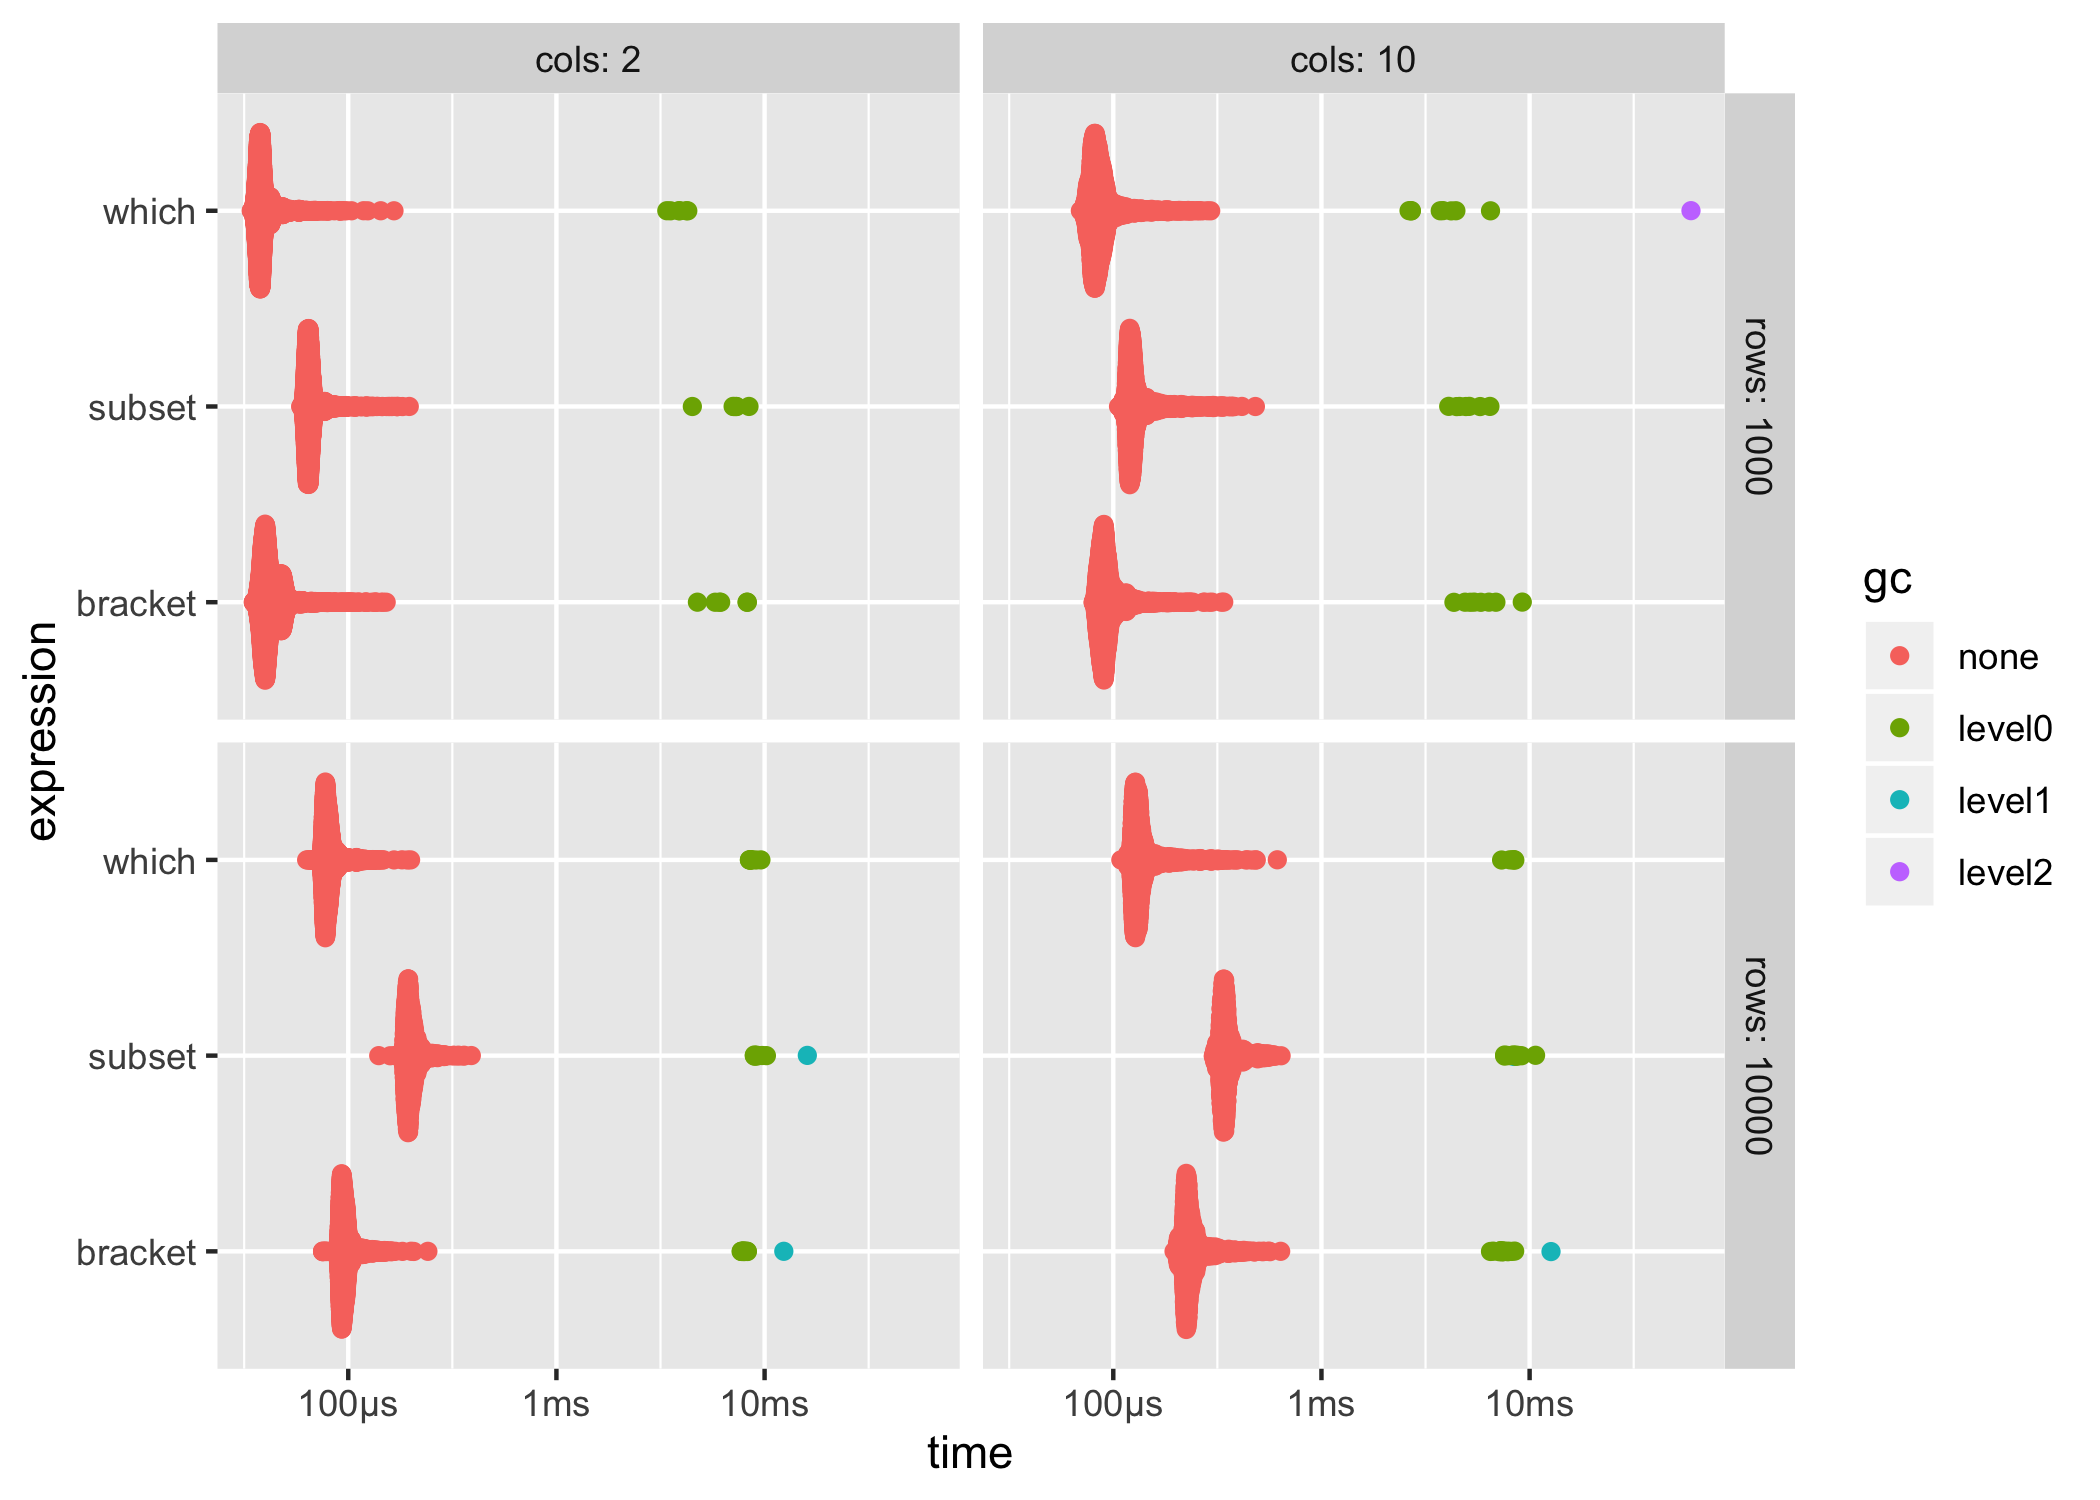 cols: 2
cols: 10
which
subset
bracket
rows: 1000
which
subset
bracket
rows: 10000
100µs
1ms
10ms
100µs
1ms
10ms
time
expression
gc
none
level0
level1
level2